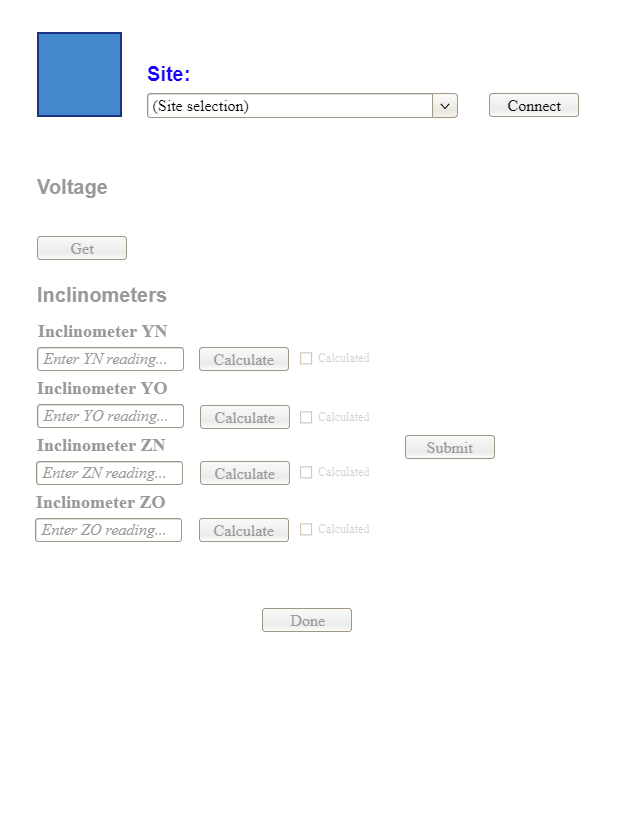 Site:
(Site selection) Connect
Voltage
Get
Inclinometers
Inclinometer YN
Enter YN reading... Calculate Calculated
Inclinometer YO
Enter YO reading... Calculate Calculated
Inclinometer ZN
Submit
Enter ZN reading... Calculate Calculated
Inclinometer ZO
Enter ZO reading... Calculate Calculated
Done